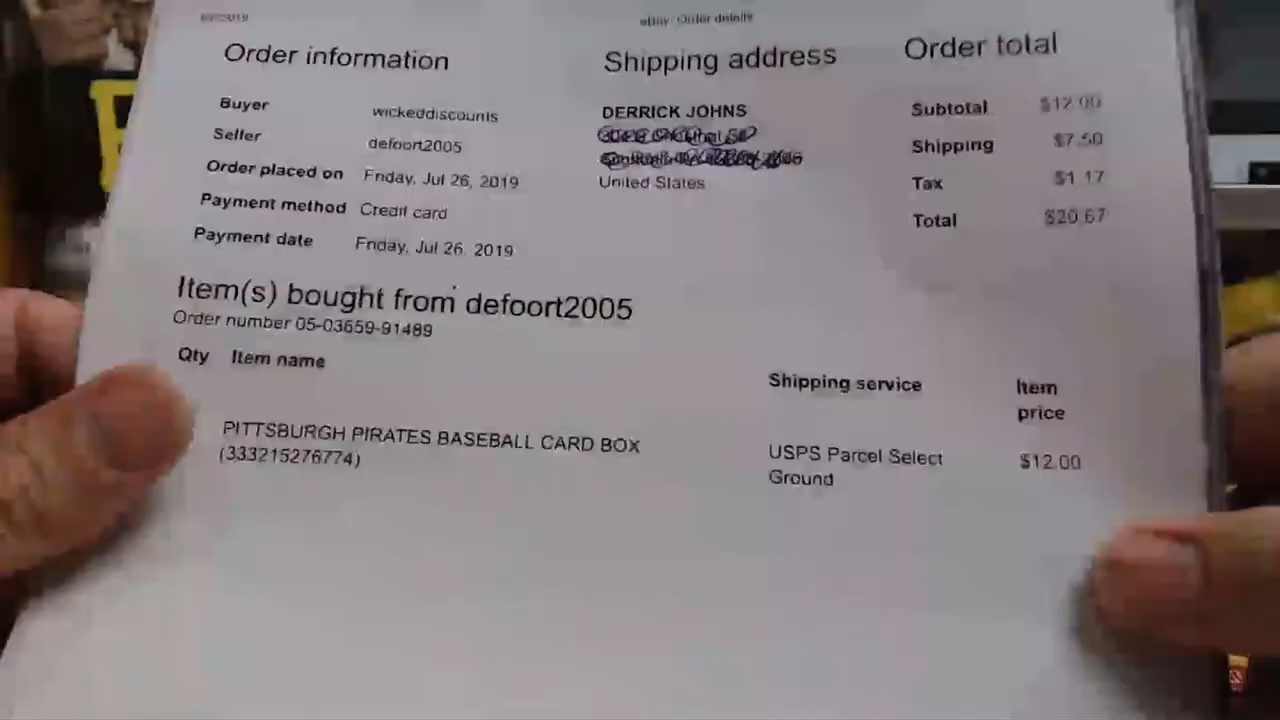 eBay: Order details
Order information
Buyer wickeddiscounts
Seller defoort2005
Order placed on Friday, Jul 26, 2019
Payment method Credit card
Payment date Friday, Jul 26, 2019
Shipping address
DERRICK JOHNS
United States
Order total
Subtotal $12.00
Shipping $7.50
Tax $1.17
Total $20.67
Item(s) bought from defoort2005
Order number 05-03659-91489
Qty Item name
Shipping service
Item
price
PITTSBURGH PIRATES BASEBALL CARD BOX
(333215276774)
USPS Parcel Select
Ground
$12.00